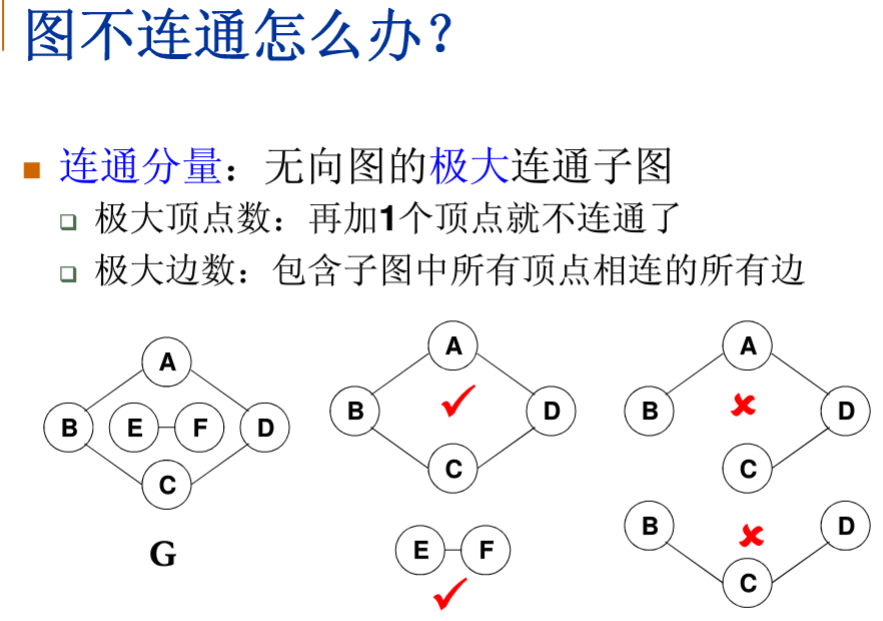 图不连通怎么办？
连通分量：无向图的极大连通子图
极大顶点数：再加1个顶点就不连通了
极大边数：包含子图中所有顶点相连的所有边
A
B E F D
C
G
A
B D
C
E F
A
B D
C
B D
C